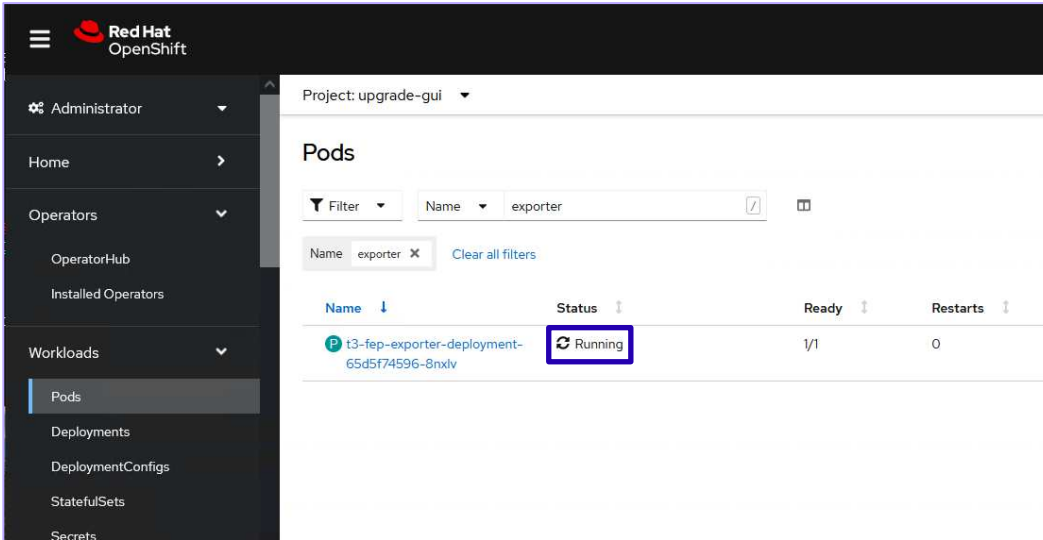 Red Hat
OpenShift
Administrator
Home
Operators
OperatorHub
Installed Operators
Workloads
Pods
Deployments
DeploymentConfigs
StatefulSets
Secrets
Project: upgrade-gui
Pods
Filter Name exporter /
Name exporter Clear all filters
Name Status Ready Restarts
P t3-fep-exporter-deployment- Running 1/1 0
65d5f74596-8nxlv